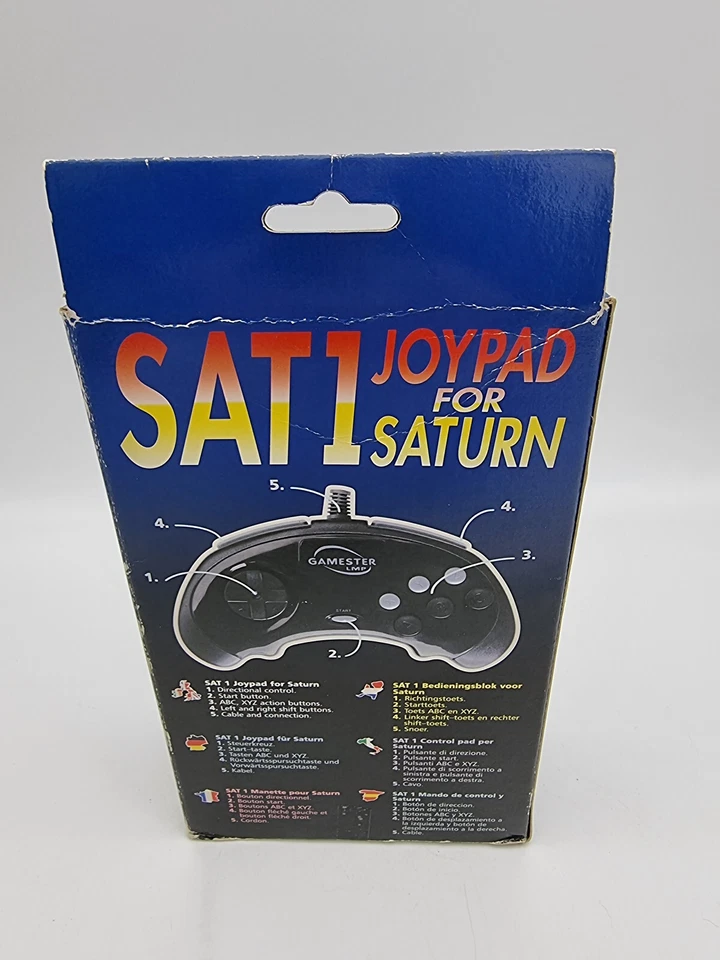 SAT 1 JOYPAD
FOR
SATURN
5.
4.
4.
3.
1.
GAMESTER
LMP
START
2.
SAT 1 Joypad for Saturn
1. Directional control.
2. Start button.
3. ABC, XYZ action buttons.
4. Left and right shift buttons.
5. Cable and connection.
SAT 1 Bedieningsblok voor
Saturn
1. Richtingstoets.
2. Starttoets.
3. Toets ABC en XYZ.
4. Linker shift-toets en rechter
shift-toets.
5. Snoer.
SAT 1 Joypad für Saturn
1. Steuerkreuz.
2. Start-taste.
3. Tasten ABC und XYZ.
4. Rückwärtsspursuchtaste und
Vorwärtsspursuchtaste.
5. Kabel.
SAT 1 Control pad per
Saturn
1. Pulsante di direzione.
2. Pulsante start.
3. Pulsanti ABC e XYZ.
4. Pulsante di scorrimento a
sinistra e pulsante di
scorrimento a destra.
5. Cavo.
SAT 1 Manette pour Saturn
1. Bouton directionnel.
2. Bouton start.
3. Boutons ABC et XYZ.
4. Bouton fléché gauche et
bouton fléché droit.
5. Cordon.
SAT 1 Mando de control y
Saturn
1. Botón de direccion.
2. Botón de inicio.
3. Botones ABC y XYZ.
4. Botón de desplazamiento a
la izquierda y botón de
desplazamiento a la derecha.
5. Cable.